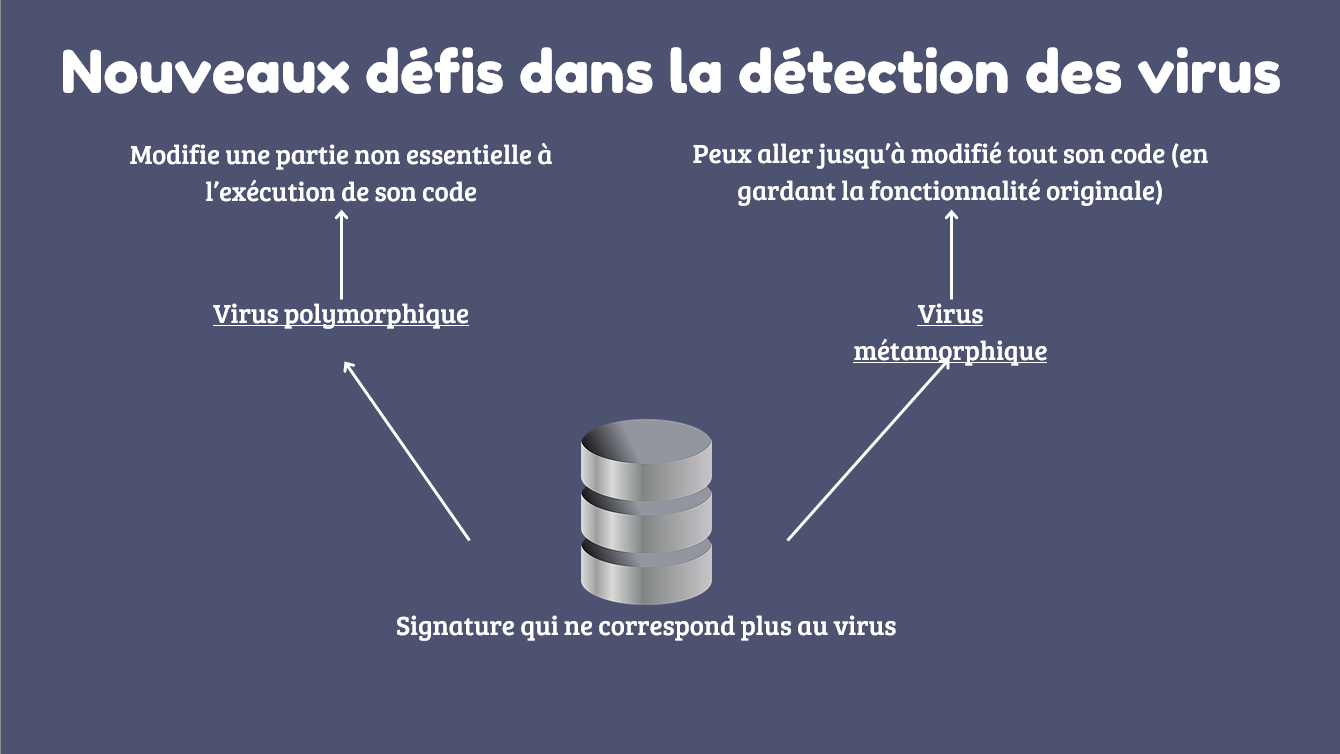 Nouveaux défis dans la détection des virus
Modifie une partie non essentielle à
l’exécution de son code
Peux aller jusqu’à modifié tout son code (en
gardant la fonctionnalité originale)
Virus polymorphique
Virus
métamorphique
Signature qui ne correspond plus au virus